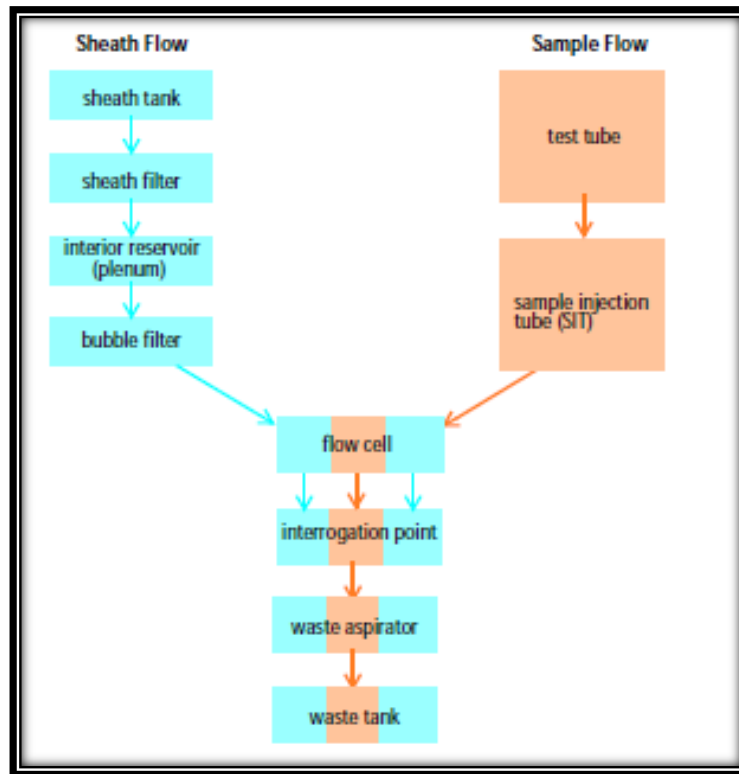 Sheath Flow
sheath tank
sheath filter
interior reservoir
(plenum)
bubble filter
Sample Flow
test tube
sample injection
tube (SIT)
flow cell
interrogation point
waste aspirator
waste tank